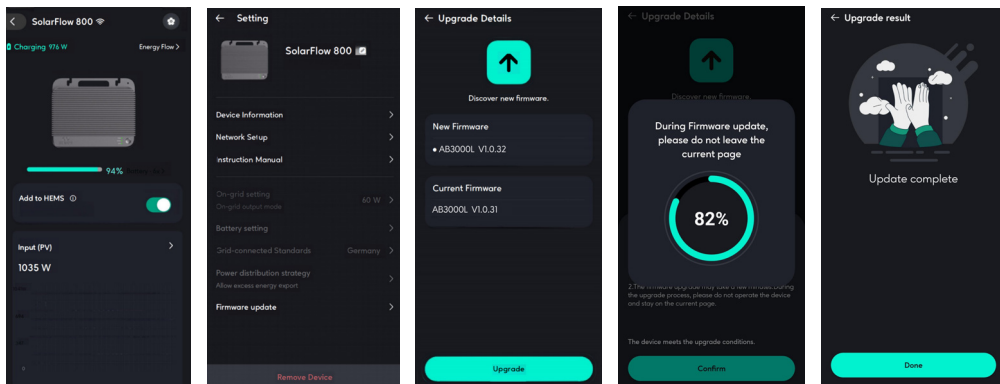 SolarFlow 800
Charging 976 W
Energy Flow >
94%
Add to HEMS
Input (PV)
1035 W
Setting
SolarFlow 800
Device Information
Network Setup
Instruction Manual
On-grid setting
On-grid output mode
60 W
Battery setting
Grid-connected Standards
Germany
Power distribution strategy
Allow excess energy export
Firmware update
Remove Device
Upgrade Details
Discover new firmware.
New Firmware
• AB3000L V1.0.32
Current Firmware
AB3000L V1.0.31
Upgrade
Upgrade Details
Discover new firmware.
During Firmware update,
please do not leave the
current page
82%
2.The firmware upgrade may take a few minutes.During
the upgrade process, please do not operate the device
and stay on the current page.
The device meets the upgrade conditions.
Confirm
Upgrade result
Update complete
Done